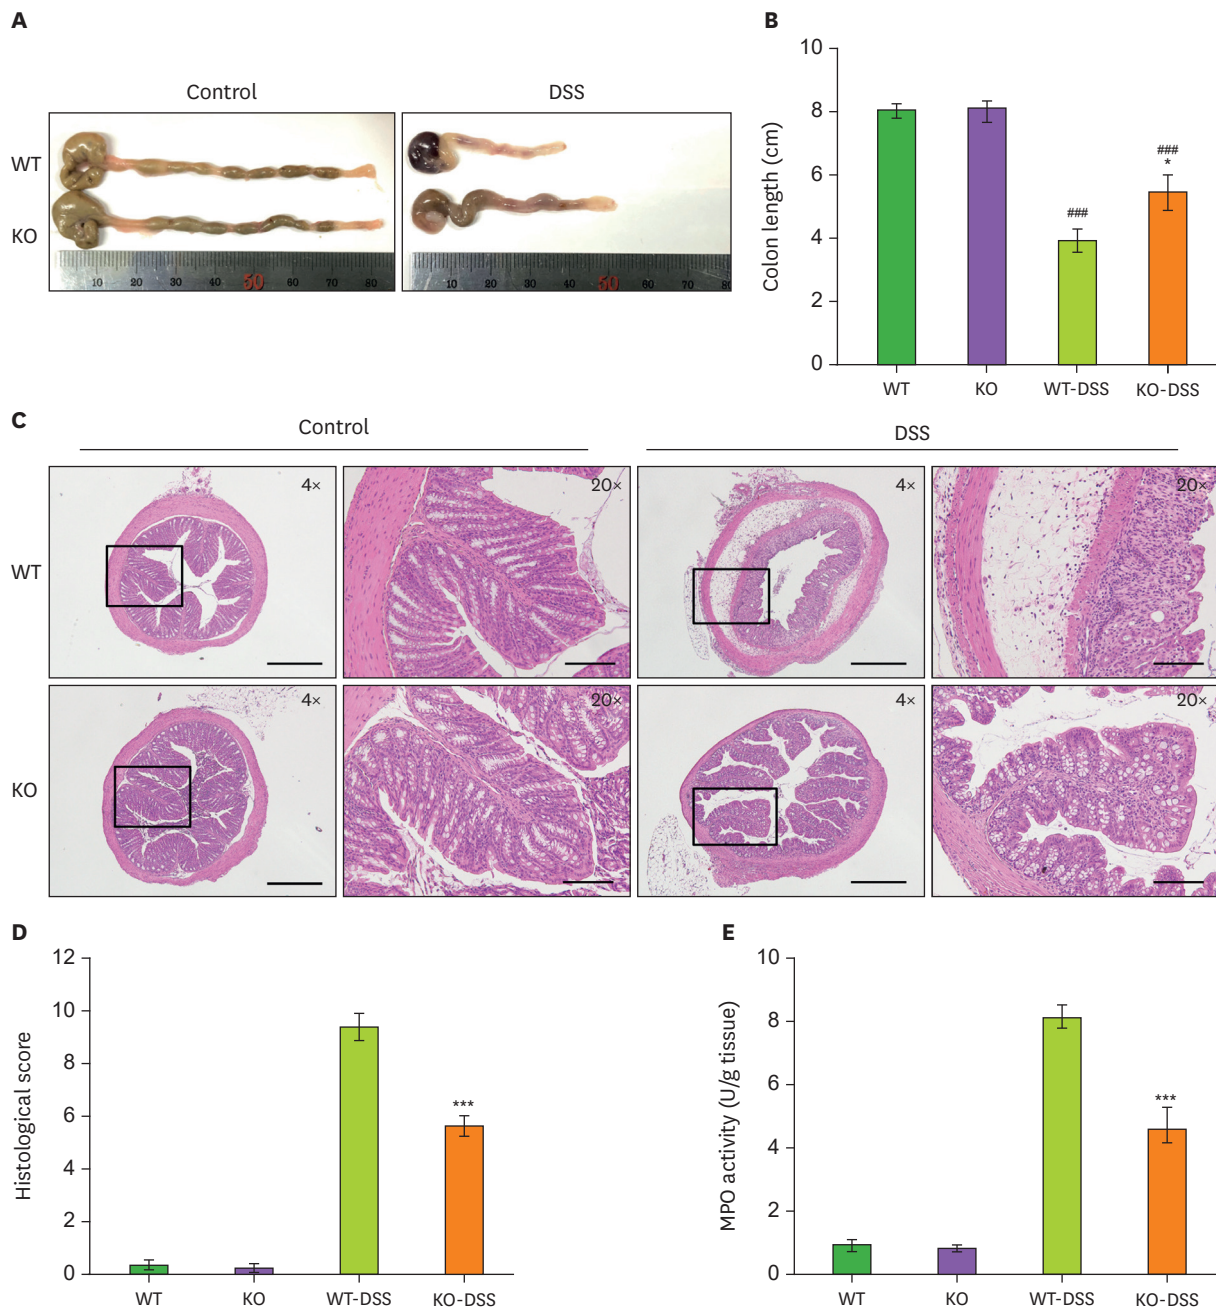 A
Control DSS
WT
KO
10 20 30 40 50 60 70 80
10 20 30 40 50 60 70 80
B
Colon length (cm)
10
8
6
4
2
0
###
###
*
WT KO WT-DSS KO-DSS
C
Control DSS
WT
4×
20×
4×
20×
KO
4×
20×
4×
20×
D
Histological score
12
10
8
6
4
2
0
***
WT KO WT-DSS KO-DSS
E
MPO activity (U/g tissue)
10
8
6
4
2
0
***
WT KO WT-DSS KO-DSS